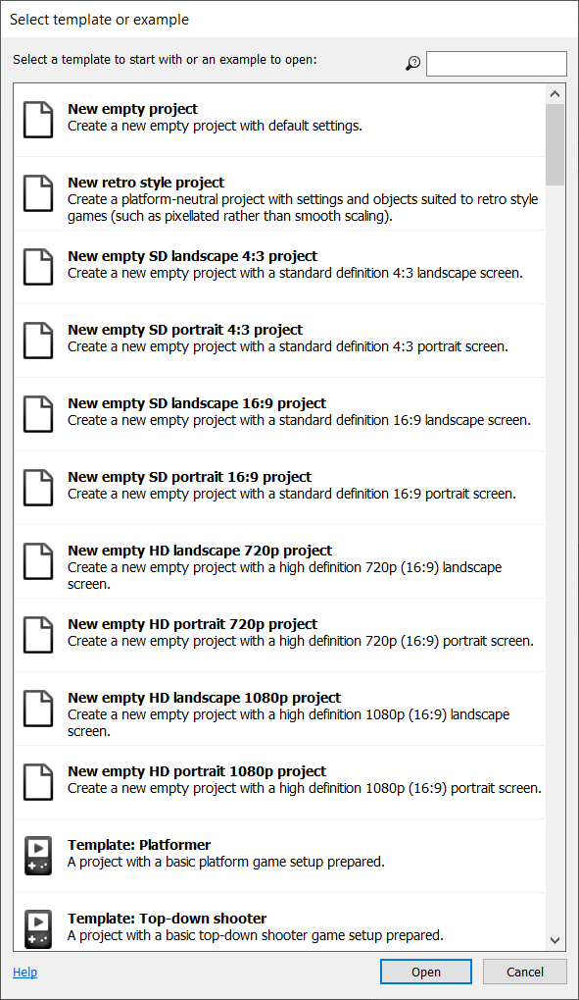 Select template or example
Select a template to start with or an example to open:
New empty project
Create a new empty project with default settings.
New retro style project
Create a platform-neutral project with settings and objects suited to retro style
games (such as pixellated rather than smooth scaling).
New empty SD landscape 4:3 project
Create a new empty project with a standard definition 4:3 landscape screen.
New empty SD portrait 4:3 project
Create a new empty project with a standard definition 4:3 portrait screen.
New empty SD landscape 16:9 project
Create a new empty project with a standard definition 16:9 landscape screen.
New empty SD portrait 16:9 project
Create a new empty project with a standard definition 16:9 portrait screen.
New empty HD landscape 720p project
Create a new empty project with a high definition 720p (16:9) landscape
screen.
New empty HD portrait 720p project
Create a new empty project with a high definition 720p (16:9) portrait screen.
New empty HD landscape 1080p project
Create a new empty project with a high definition 1080p (16:9) landscape
screen.
New empty HD portrait 1080p project
Create a new empty project with a high definition 1080p (16:9) portrait screen.
Template: Platformer
A project with a basic platform game setup prepared.
Template: Top-down shooter
A project with a basic top-down shooter game setup prepared.
Help
Open
Cancel